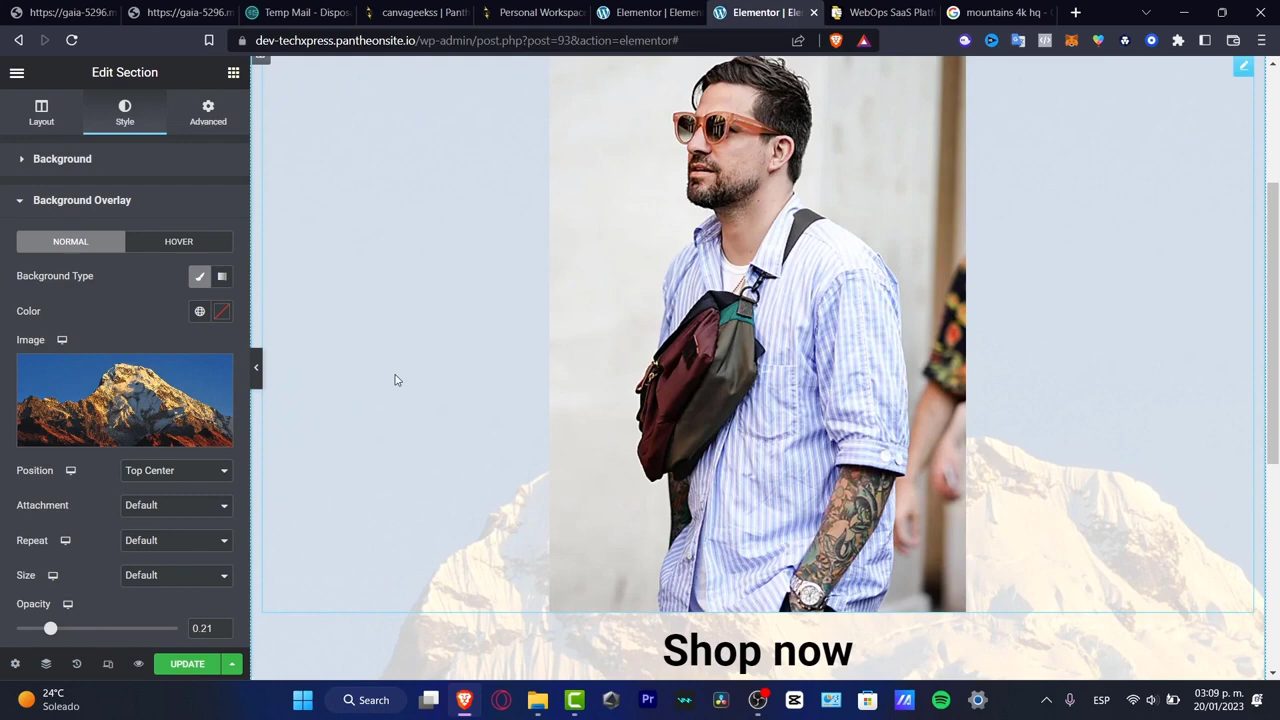 https://gaia-5296.m
https://gaia-5296.m
Temp Mail - Dispos
canvageekss | Panth
Personal Workspace
Elementor | Elemen
Elementor | Ele
WebOps SaaS Platf
mountains 4k hq - G
dev-techxpress.pantheonsite.io/wp-admin/post.php?post=93&action=elementor#
Edit Section
Layout
Style
Advanced
Background
Background Overlay
NORMAL
HOVER
Background Type
Color
Image
Position
Top Center
Attachment
Default
Repeat
Default
Size
Default
Opacity
0.21
UPDATE
Shop now
24°C
Soleado
Search
Pr
ESP
03:09 p. m.
20/01/2023